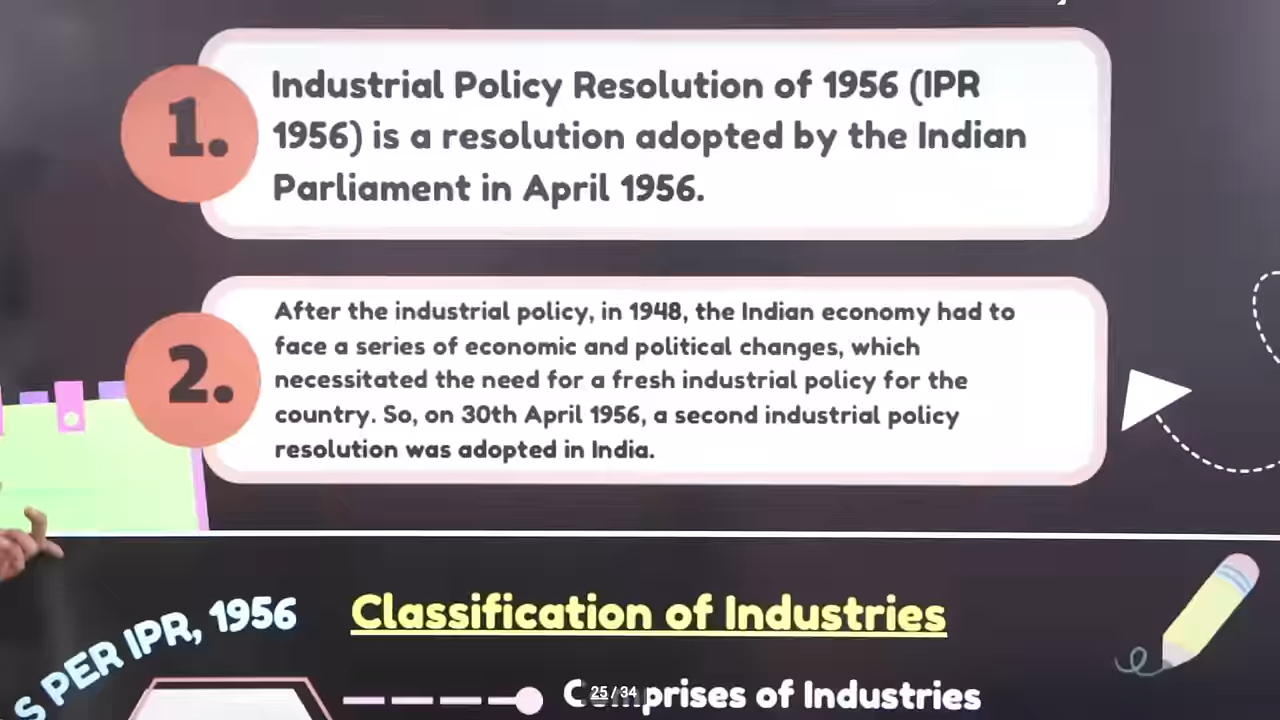 1.
Industrial Policy Resolution of 1956 (IPR
1956) is a resolution adopted by the Indian
Parliament in April 1956.
2.
After the industrial policy, in 1948, the Indian economy had to
face a series of economic and political changes, which
necessitated the need for a fresh industrial policy for the
country. So, on 30th April 1956, a second industrial policy
resolution was adopted in India.
S PER IPR, 1956
Classification of Industries
of Industries
25 / 34